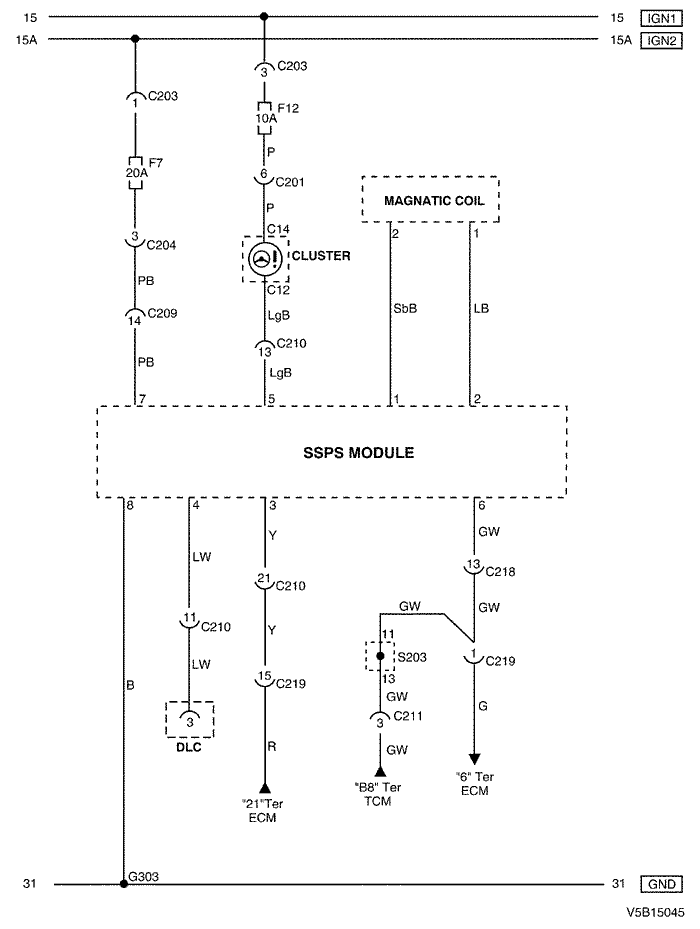 15 15 IGN1
15A 15A IGN2
3 C203
1 C203
F12
10A
P
F7
20A
6 C201
P
MAGNATIC COIL
C14
2 1
3 C204
CLUSTER
PB
C12
LgB SbB LB
14 C209
13 C210
PB
LgB
7 5 1 2
SSPS MODULE
8 4 3 6
Y GW
LW
13 C218
21 C210
GW GW
11 C210
Y
11
S203
1 C219
LW
13
15 C219
B
GW G
3 C211
3
DLC
R GW
"6" Ter
ECM
"B8" Ter
TCM
"21"Ter
ECM
G303
31 31 GND
V5B15045